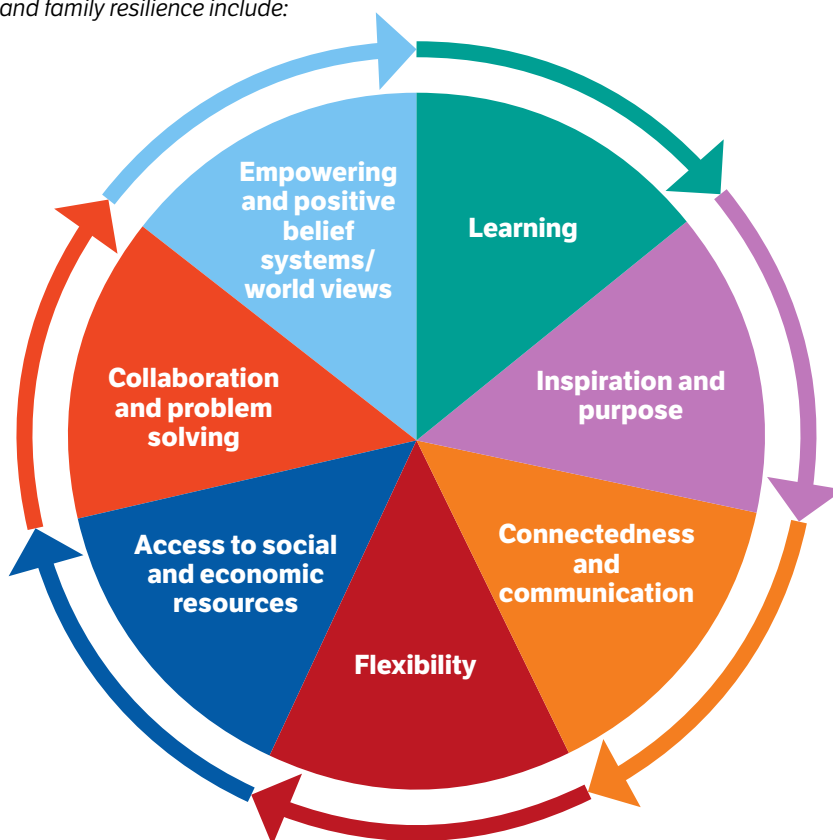 and family resilience include:
Empowering
and positive
belief
systems/
world views
Learning
Inspiration and
purpose
Connectedness
and
communication
Flexibility
Access to social
and economic
resources
Collaboration
and problem
solving